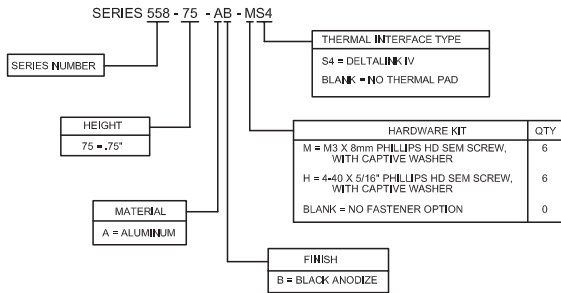 SERIES 558 - 75 - AB - MS4
THERMAL INTERFACE TYPE
S4 = DELTALINK IV
BLANK = NO THERMAL PAD
SERIES NUMBER
HEIGHT
75 = .75"
HARDWARE KIT QTY
M = M3 X 8mm PHILLIPS HD SEM SCREW, 6
WITH CAPTIVE WASHER
H = 4-40 X 5/16" PHILLIPS HD SEM SCREW, 6
WITH CAPTIVE WASHER
BLANK = NO FASTENER OPTION 0
MATERIAL
A = ALUMINUM
FINISH
B = BLACK ANODIZE